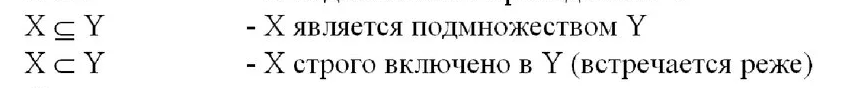 X ⊆ Y - X является подмножеством Y
X ⊂ Y - X строго включено в Y (встречается реже)